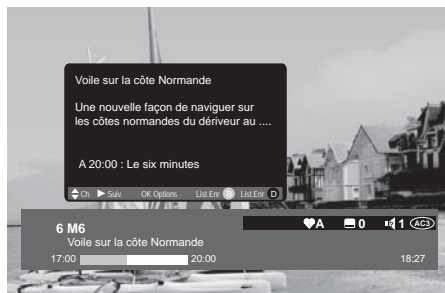 Voile sur la côte Normande
Une nouvelle façon de naviguer sur
les côtes normandes du dériveur au ....
A 20:00 : Le six minutes
Ch Suiv. OK Options List.Enr B List.Enr D
6 M6 A 0 1 AC3
Voile sur la côte Normande
17:00 20:00 18:27